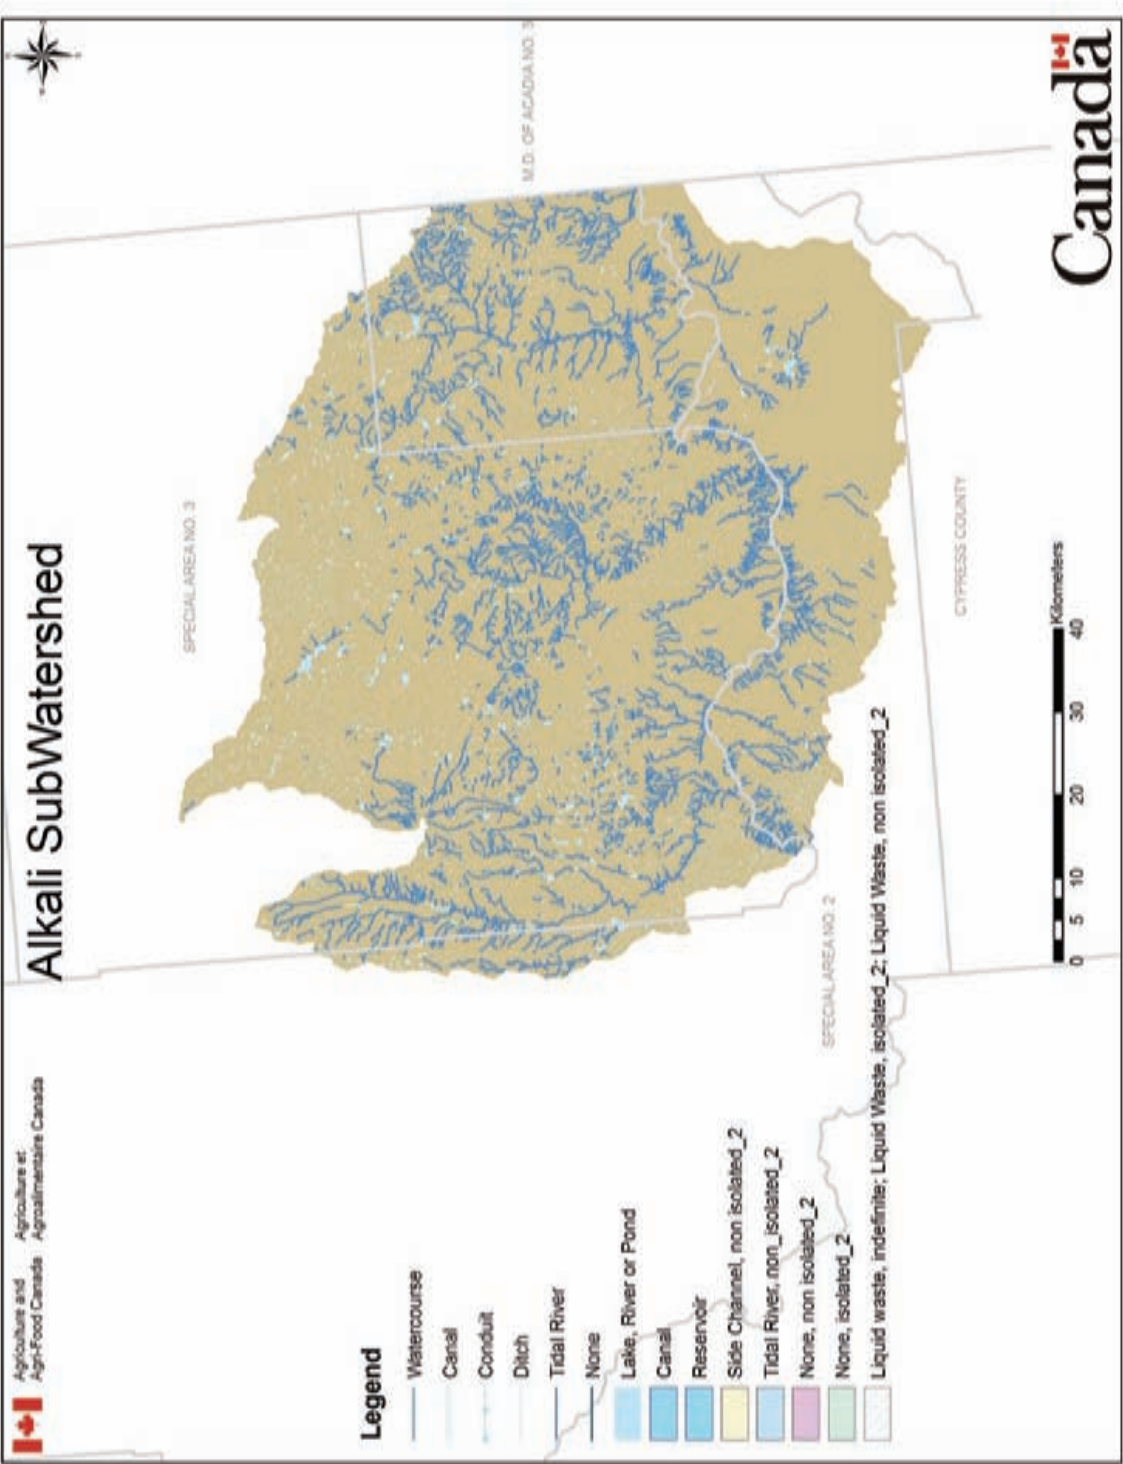 Agriculture and
Agri-Food Canada
Agriculture et
Agroalimentaire Canada
Alkali SubWatershed
SPECIAL AREA NO. 3
M.D. OF ACADIA NO. 3
SPECIAL AREA NO. 2
CYPRESS COUNTY
Legend
Watercourse
Canal
Conduit
Ditch
Tidal River
None
Lake, River or Pond
Canal
Reservoir
Side Channel, non isolated_2
Tidal River, non_isolated_2
None, non isolated_2
None, isolated_2
Liquid waste, indefinite; Liquid Waste, isolated_2; Liquid Waste, non isolated_2
0 5 10 20 30 40
Kilometers
Canada